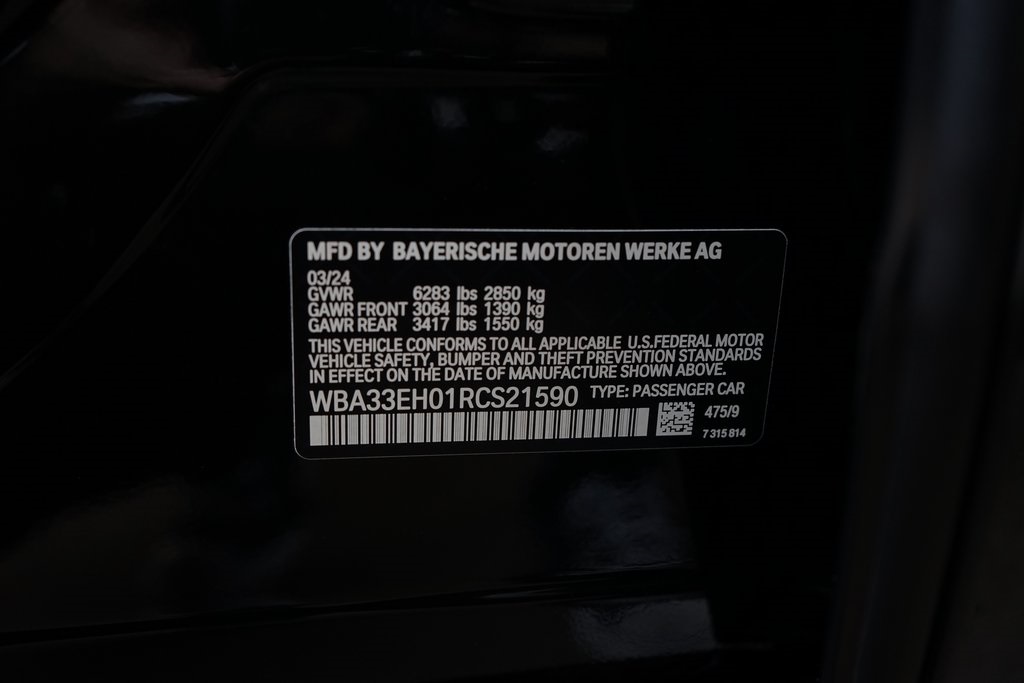 MFD BY BAYERISCHE MOTOREN WERKE AG
03/24
GVWR 6283 lbs 2850 kg
GAWR FRONT 3064 lbs 1390 kg
GAWR REAR 3417 lbs 1550 kg
THIS VEHICLE CONFORMS TO ALL APPLICABLE U.S.FEDERAL MOTOR
VEHICLE SAFETY, BUMPER AND THEFT PREVENTION STANDARDS
IN EFFECT ON THE DATE OF MANUFACTURE SHOWN ABOVE.
WBA33EH01RCS21590 TYPE: PASSENGER CAR
475/9
7 315 814